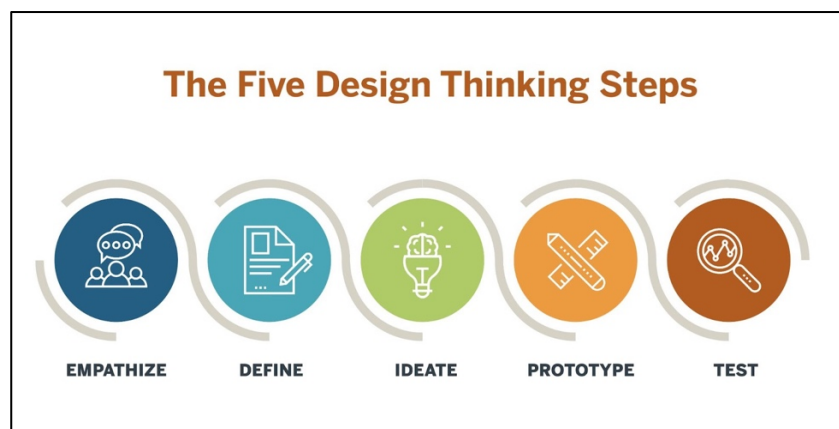 The Five Design Thinking Steps
EMPATHIZE
DEFINE
IDEATE
PROTOTYPE
TEST